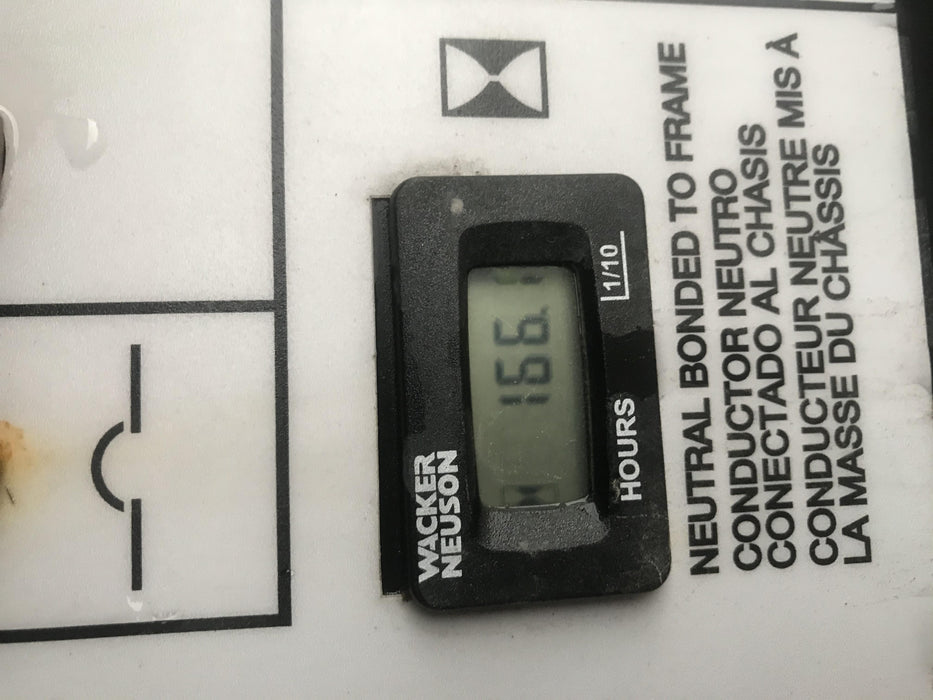 WACKER
NEUSON
166.
HOURS
1/10
NEUTRAL BONDED TO FRAME
CONDUCTOR NEUTRO
CONECTADO AL CHASIS
CONDUCTEUR NEUTRE MIS À
LA MASSE DU CHÂSSIS